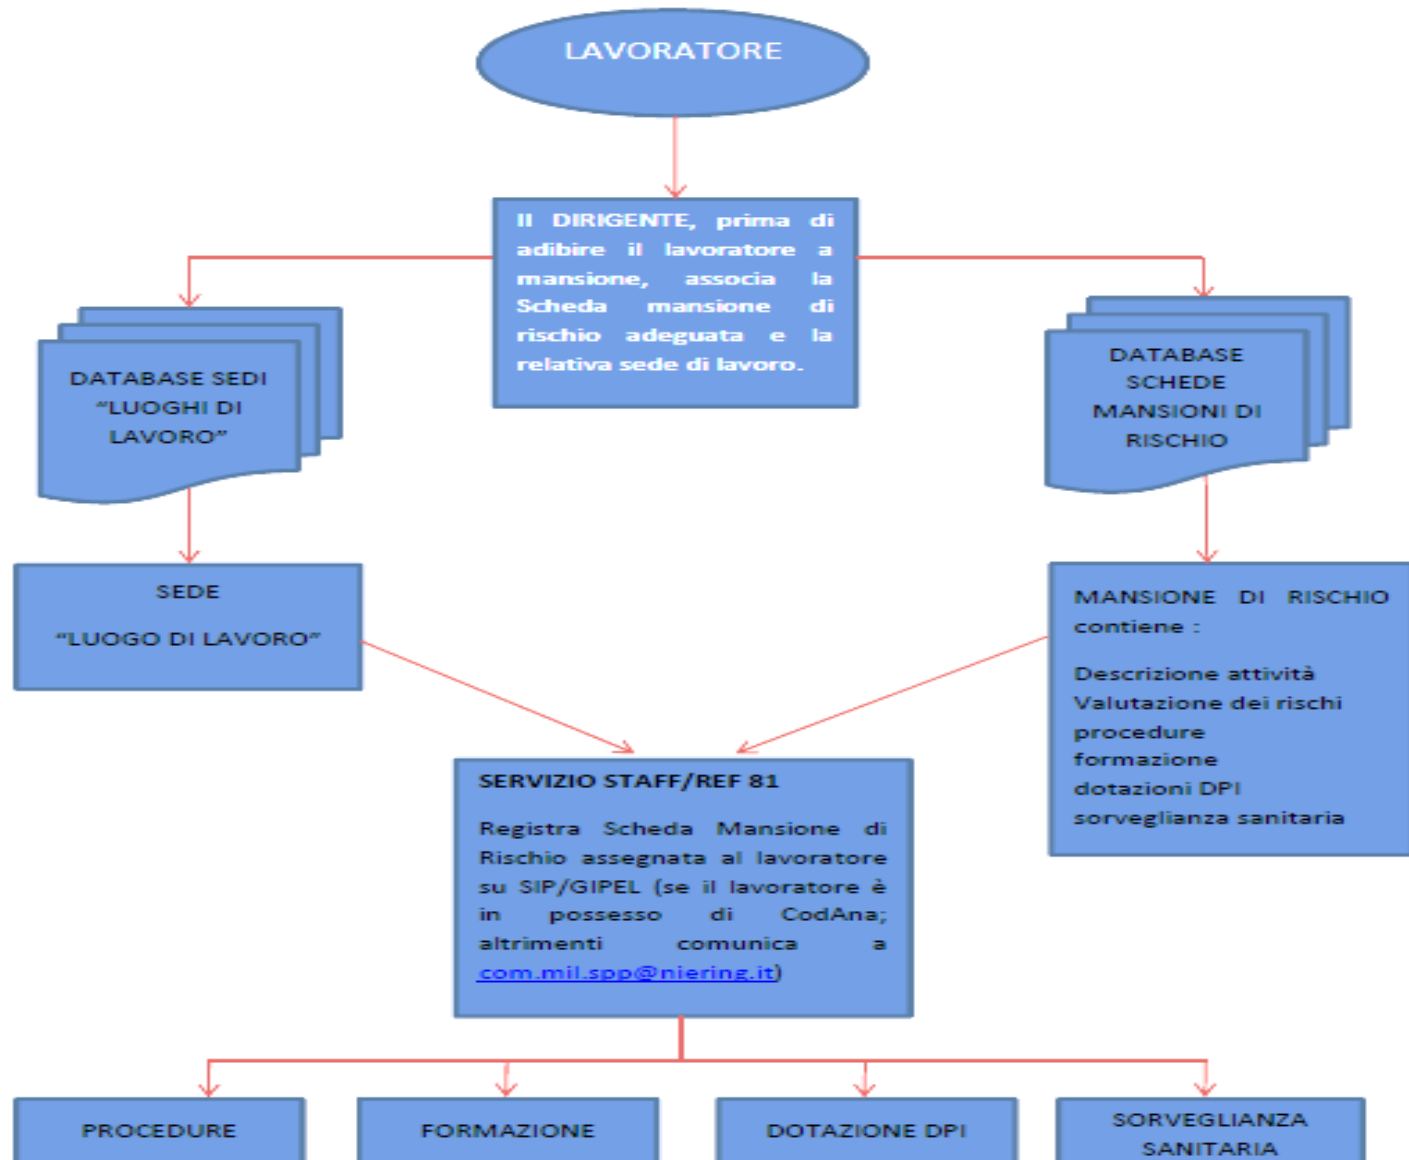 LAVORATORE
Il DIRIGENTE, prima di
adibire il lavoratore a
mansione, associa la
Scheda mansione di
rischio adeguata e la
relativa sede di lavoro.
DATABASE SEDI
“LUOGHI DI
LAVORO”
DATABASE
SCHEDE
MANSIONI DI
RISCHIO
SEDE
“LUOGO DI LAVORO”
MANSIONE DI RISCHIO
contiene :
Descrizione attività
Valutazione dei rischi
procedure
formazione
dotazioni DPI
sorveglianza sanitaria
SERVIZIO STAFF/REF 81
Registra Scheda Mansione di
Rischio assegnata al lavoratore
su SIP/GIPEL (se il lavoratore è
in possesso di CodAna;
altrimenti comunica a
com.mil.spp@niering.it)
PROCEDURE
FORMAZIONE
DOTAZIONE DPI
SORVEGLIANZA
SANITARIA